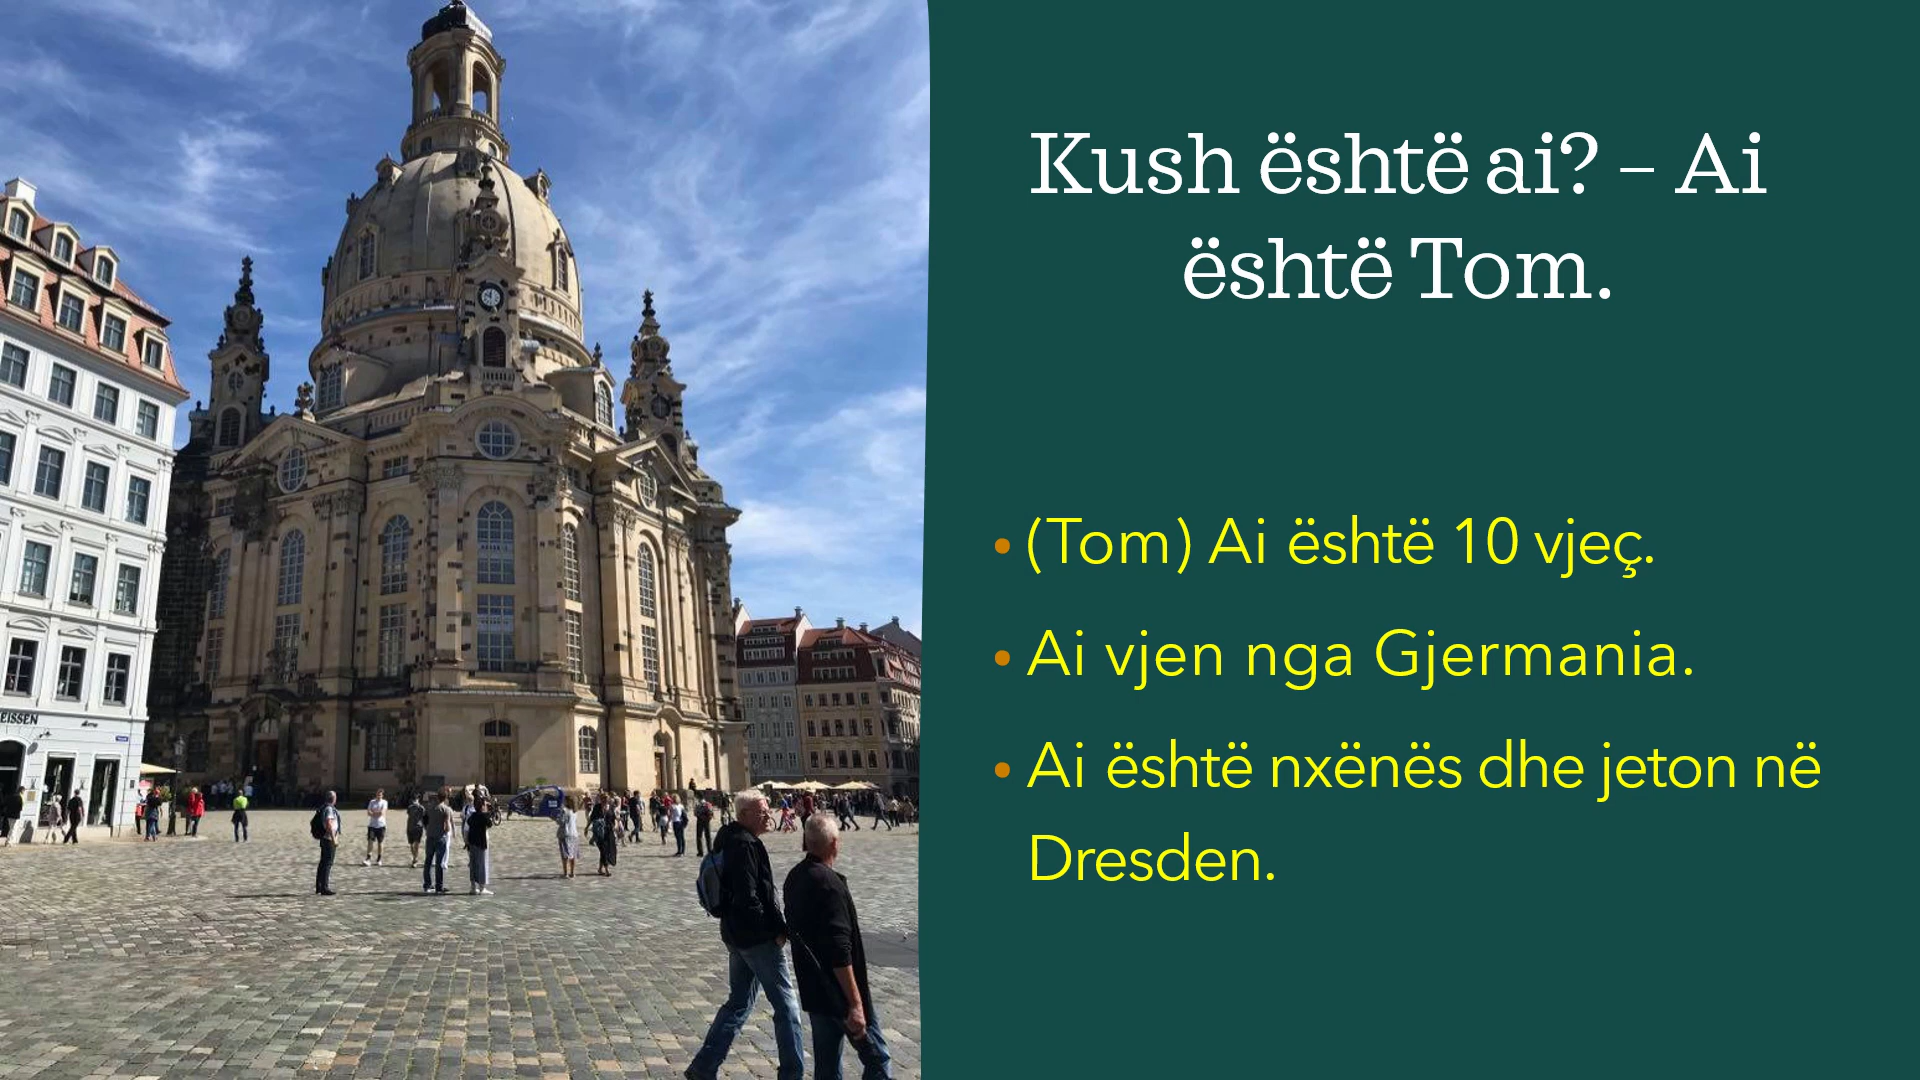 Kush është ai? – Ai
është Tom.
• (Tom) Ai është 10 vjeç.
• Ai vjen nga Gjermania.
• Ai është nxënës dhe jeton në
Dresden.
EISSEN